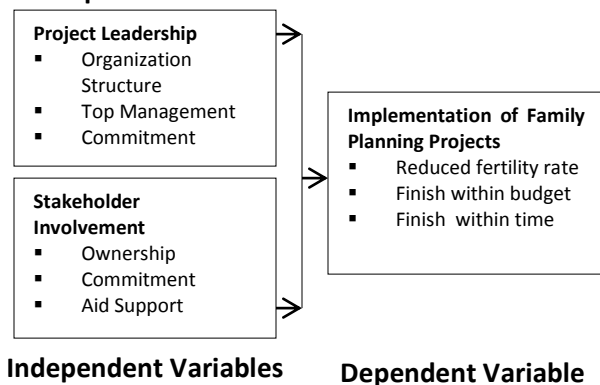 Project Leadership
▪ Organization
Structure
▪ Top Management
▪ Commitment
Stakeholder
Involvement
▪ Ownership
▪ Commitment
▪ Aid Support
Implementation of Family
Planning Projects
▪ Reduced fertility rate
▪ Finish within budget
▪ Finish within time
Independent Variables
Dependent Variable